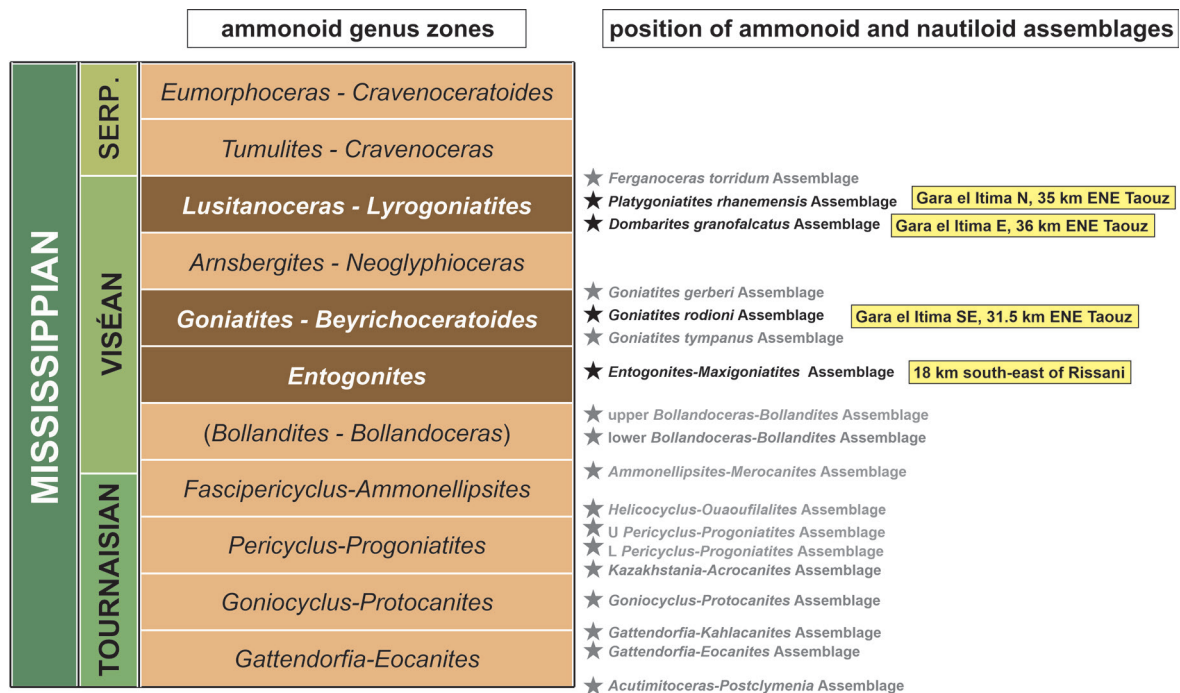 ammonoid genus zones
position of ammonoid and nautiloid assemblages
MISSISSIPPIAN
SERP.
VISÉAN
TOURNAISIAN
Eumorphoceras - Cravenoceratoides
Tumulites - Cravenoceras
Lusitanoceras - Lyrogoniatites
Arnsbergites - Neoglyphioceras
Goniatites - Beyrichoceratoides
Entogonites
(Bollandites - Bollandoceras)
Fascipericyclus-Ammonellipsites
Pericyclus-Progoniatites
Goniocyclus-Protocanites
Gattendorfia-Eocanites
Ferganoceras torridum Assemblage
Platygoniatites rhanemensis Assemblage
Gara el Itima N, 35 km ENE Taouz
Dombarites granofalcatus Assemblage
Gara el Itima E, 36 km ENE Taouz
Goniatites gerberi Assemblage
Goniatites rodioni Assemblage
Gara el Itima SE, 31.5 km ENE Taouz
Goniatites tympanus Assemblage
Entogonites-Maxigoniatites Assemblage
18 km south-east of Rissani
upper Bollandoceras-Bollandites Assemblage
lower Bollandoceras-Bollandites Assemblage
Ammonellipsites-Merocanites Assemblage
Helicocyclus-Ouaoufilalites Assemblage
U Pericyclus-Progoniatites Assemblage
L Pericyclus-Progoniatites Assemblage
Kazakhstania-Acrocanites Assemblage
Goniocyclus-Protocanites Assemblage
Gattendorfia-Kahlacanites Assemblage
Gattendorfia-Eocanites Assemblage
Acutimitoceras-Postclymenia Assemblage